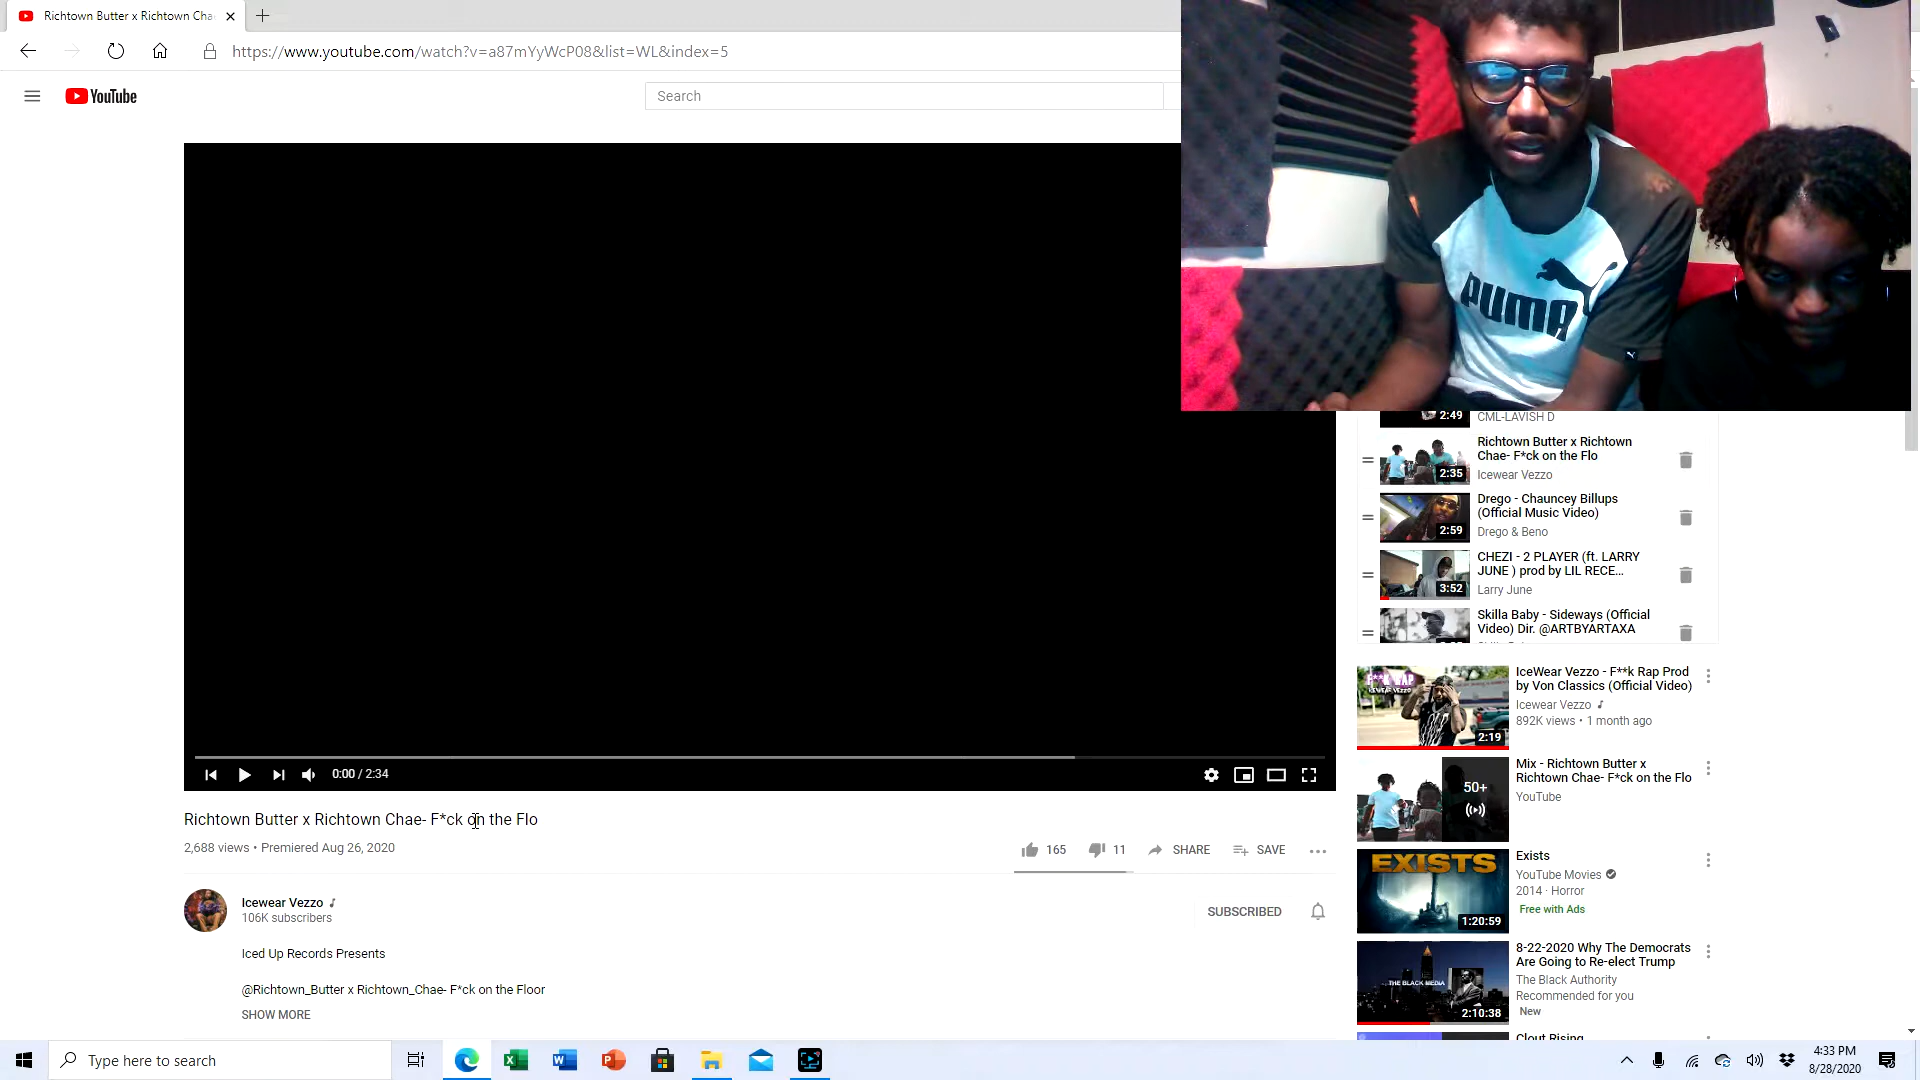 Richtown Butter x Richtown Cha
https://www.youtube.com/watch?v=a87mYyWcP08&list=WL&index=5
YouTube
Search
PUMA
2:49
CML-LAVISH D
Richtown Butter x Richtown
Chae- F*ck on the Flo
Icewear Vezzo
2:35
Drego - Chauncey Billups
(Official Music Video)
Drego & Beno
2:59
CHEZI - 2 PLAYER (ft. LARRY
JUNE ) prod by LIL RECE...
Larry June
3:52
Skilla Baby - Sideways (Official
Video) Dir. @ARTBYARTAXA
F**K RAP
ICEWEAR VEZZO
2:19
IceWear Vezzo - F**k Rap Prod
by Von Classics (Official Video)
Icewear Vezzo
892K views • 1 month ago
50+
Mix - Richtown Butter x
Richtown Chae- F*ck on the Flo
YouTube
EXISTS
1:20:59
Exists
YouTube Movies
2014 · Horror
Free with Ads
THE BLACK MEDIA
2:10:38
8-22-2020 Why The Democrats
Are Going to Re-elect Trump
The Black Authority
Recommended for you
New
Clout Rising
0:00 / 2:34
Richtown Butter x Richtown Chae- F*ck on the Flo
2,688 views • Premiered Aug 26, 2020
165
11
SHARE
SAVE
Icewear Vezzo
106K subscribers
SUBSCRIBED
Iced Up Records Presents
@Richtown_Butter x Richtown_Chae- F*ck on the Floor
SHOW MORE
Type here to search
4:33 PM
8/28/2020